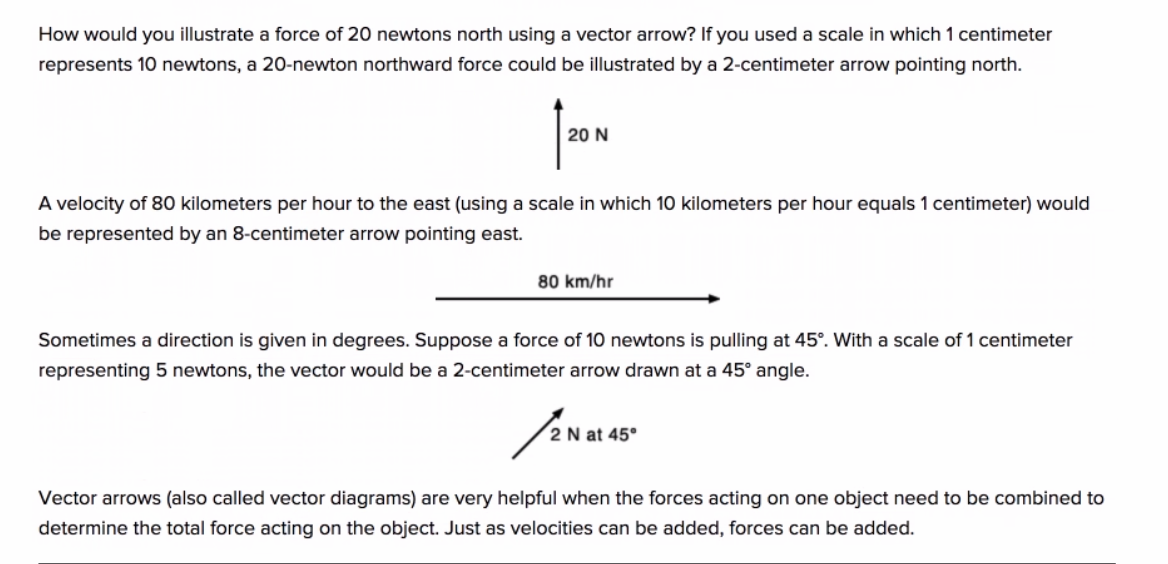 How would you illustrate a force of 20 newtons north using a vector arrow? If you used a scale in which 1 centimeter
represents 10 newtons, a 20-newton northward force could be illustrated by a 2-centimeter arrow pointing north.
20 N
A velocity of 80 kilometers per hour to the east (using a scale in which 10 kilometers per hour equals 1 centimeter) would
be represented by an 8-centimeter arrow pointing east.
80 km/hr
Sometimes a direction is given in degrees. Suppose a force of 10 newtons is pulling at 45°. With a scale of 1 centimeter
representing 5 newtons, the vector would be a 2-centimeter arrow drawn at a 45° angle.
2 N at 45°
Vector arrows (also called vector diagrams) are very helpful when the forces acting on one object need to be combined to
determine the total force acting on the object. Just as velocities can be added, forces can be added.